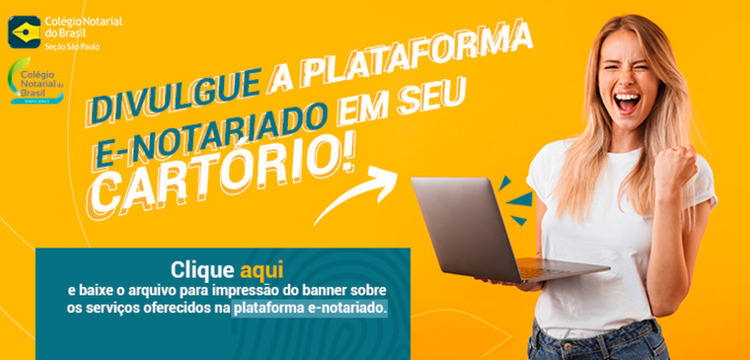 Colégio Notarial
do Brasil
Seção São Paulo
Colégio
Notarial do
Brasil
DIVULGUE A PLATAFORMA
E-NOTARIADO EM SEU
CARTÓRIO!
Clique aqui
e baixe o arquivo para impressão do banner sobre
os serviços oferecidos na plataforma e-notariado.